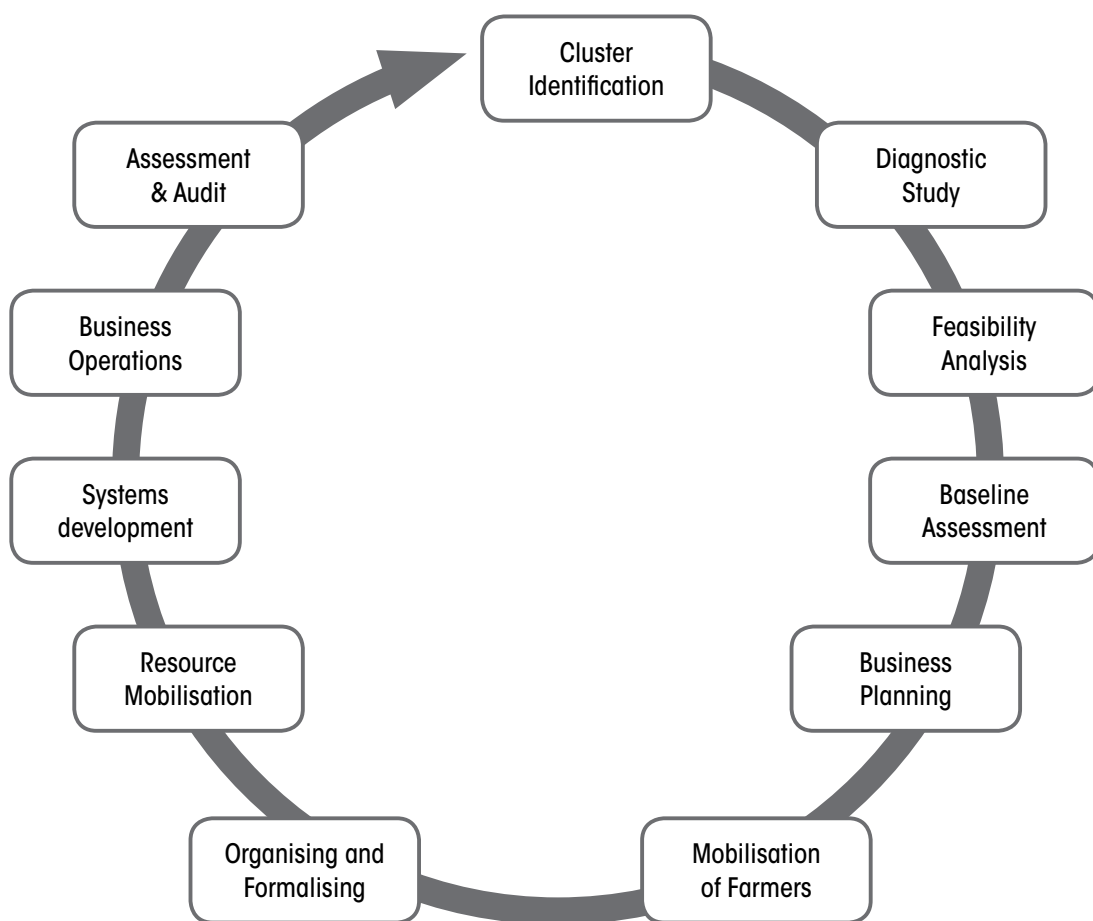 Cluster
Identification
Diagnostic
Study
Feasibility
Analysis
Baseline
Assessment
Business
Planning
Mobilisation
of Farmers
Organising and
Formalising
Resource
Mobilisation
Systems
development
Business
Operations
Assessment
& Audit